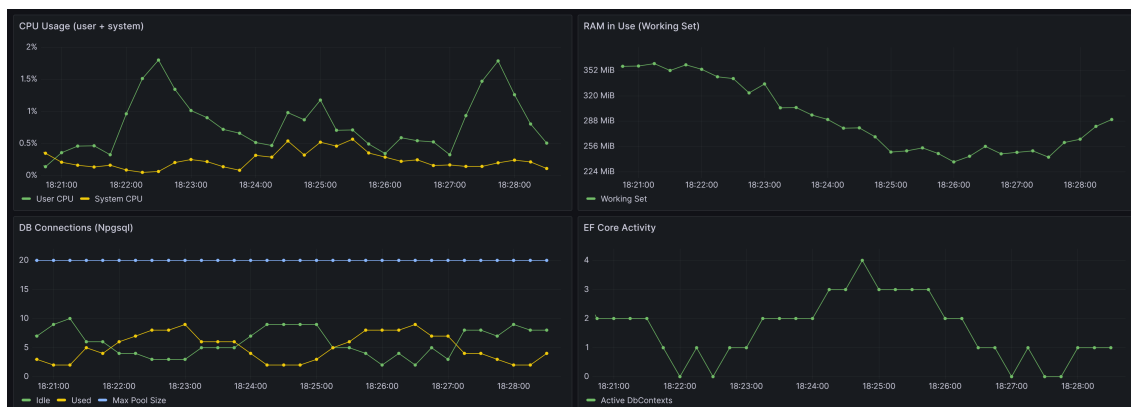 CPU Usage (user + system)
2%
1.5%
1%
0.5%
0%
18:21:00 18:22:00 18:23:00 18:24:00 18:25:00 18:26:00 18:27:00 18:28:00
User CPU System CPU
RAM in Use (Working Set)
352 MiB
320 MiB
288 MiB
256 MiB
224 MiB
18:21:00 18:22:00 18:23:00 18:24:00 18:25:00 18:26:00 18:27:00 18:28:00
Working Set
DB Connections (Npgsql)
20
15
10
5
0
18:21:00 18:22:00 18:23:00 18:24:00 18:25:00 18:26:00 18:27:00 18:28:00
Idle Used Max Pool Size
EF Core Activity
4
3
2
1
0
18:21:00 18:22:00 18:23:00 18:24:00 18:25:00 18:26:00 18:27:00 18:28:00
Active DbContexts